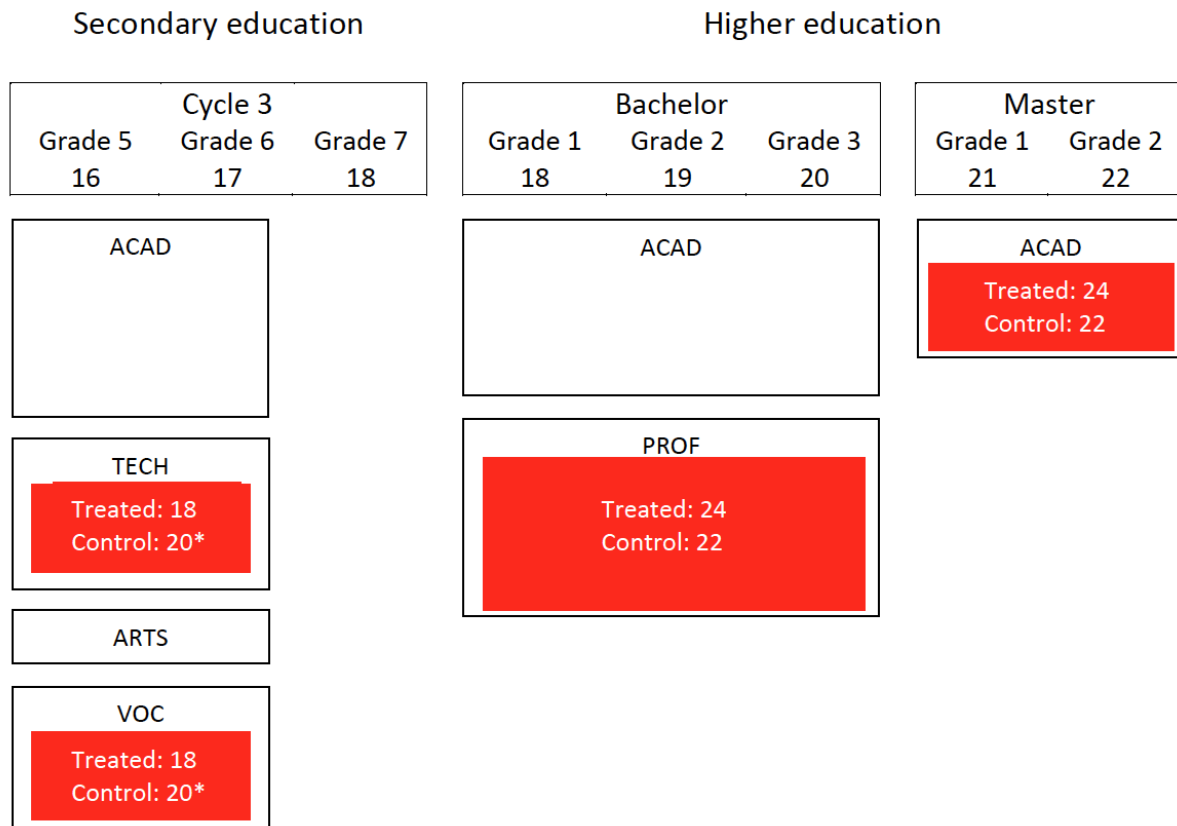 Secondary education
Higher education
Cycle 3
Grade 5 Grade 6 Grade 7
16 17 18
Bachelor
Grade 1 Grade 2 Grade 3
18 19 20
Master
Grade 1 Grade 2
21 22
ACAD
ACAD
ACAD
Treated: 24
Control: 22
TECH
Treated: 18
Control: 20*
PROF
Treated: 24
Control: 22
ARTS
VOC
Treated: 18
Control: 20*